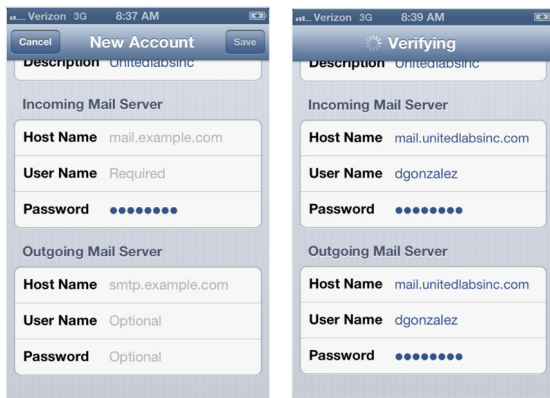 Verizon 3G 8:37 AM
Cancel New Account Save
Description Unitedlabsinc
Incoming Mail Server
Host Name mail.example.com
User Name Required
Password ●●●●●●●●
Outgoing Mail Server
Host Name smtp.example.com
User Name Optional
Password Optional
Verizon 3G 8:39 AM
Verifying
Description Unitedlabsinc
Incoming Mail Server
Host Name mail.unitedlabsinc.com
User Name dgonzalez
Password ●●●●●●●●
Outgoing Mail Server
Host Name mail.unitedlabsinc.com
User Name dgonzalez
Password ●●●●●●●●